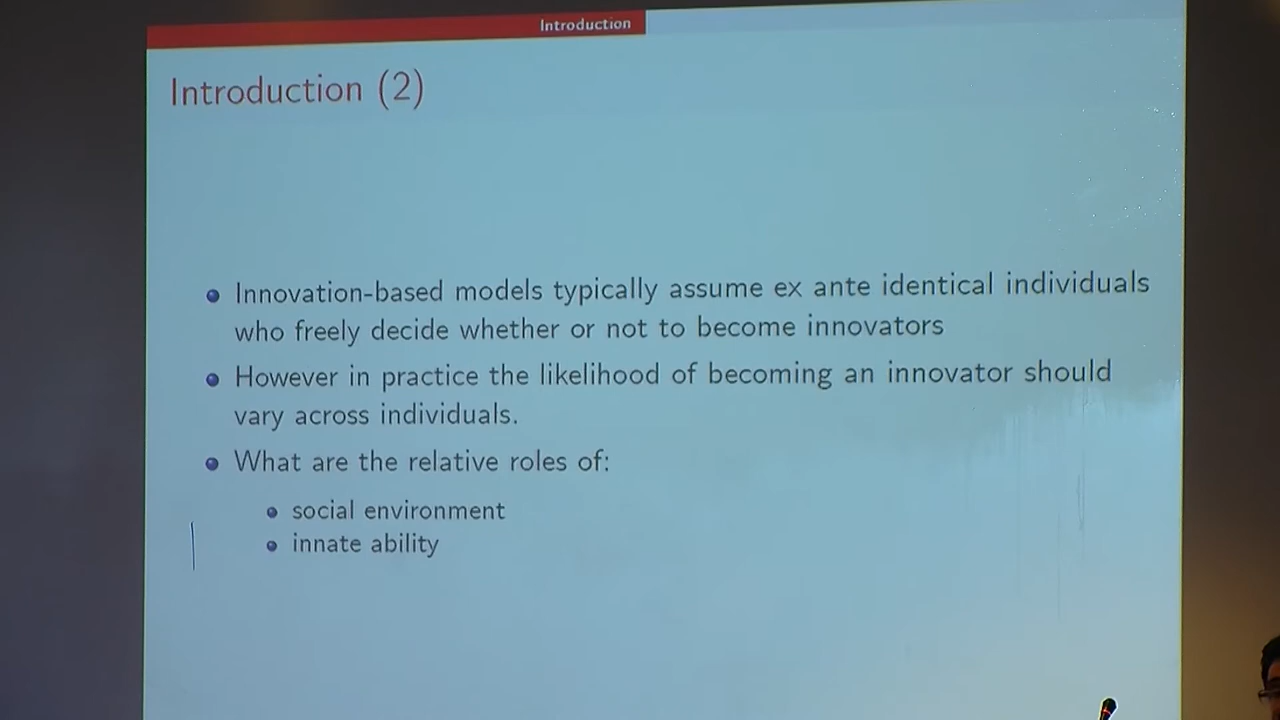 Introduction
Introduction (2)
Innovation-based models typically assume ex ante identical individuals
who freely decide whether or not to become innovators
However in practice the likelihood of becoming an innovator should
vary across individuals.
What are the relative roles of:
social environment
innate ability